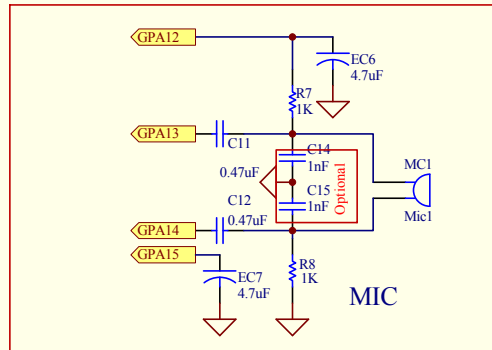 GPA12
EC6
4.7uF
R7
1K
GPA13
C11
C14
1nF
0.47uF
Optional
MC1
C12
C15
1nF
0.47uF
Mic1
GPA14
GPA15
R8
1K
EC7
4.7uF
MIC